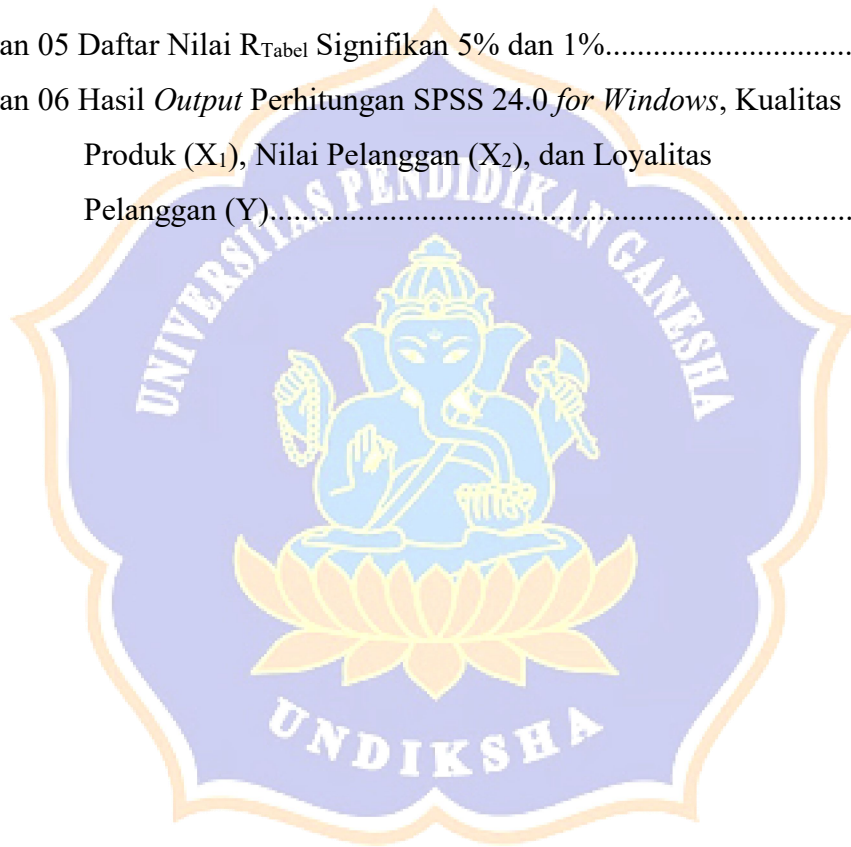 an 05 Daftar Nilai RTabel Signifikan 5% dan 1%..............................
an 06 Hasil Output Perhitungan SPSS 24.0 for Windows, Kualitas
Produk (X1), Nilai Pelanggan (X2), dan Loyalitas
Pelanggan (Y).......................................................................
UNIVERSITAS PENDIDIKAN GANESHA
UNDIKSHA